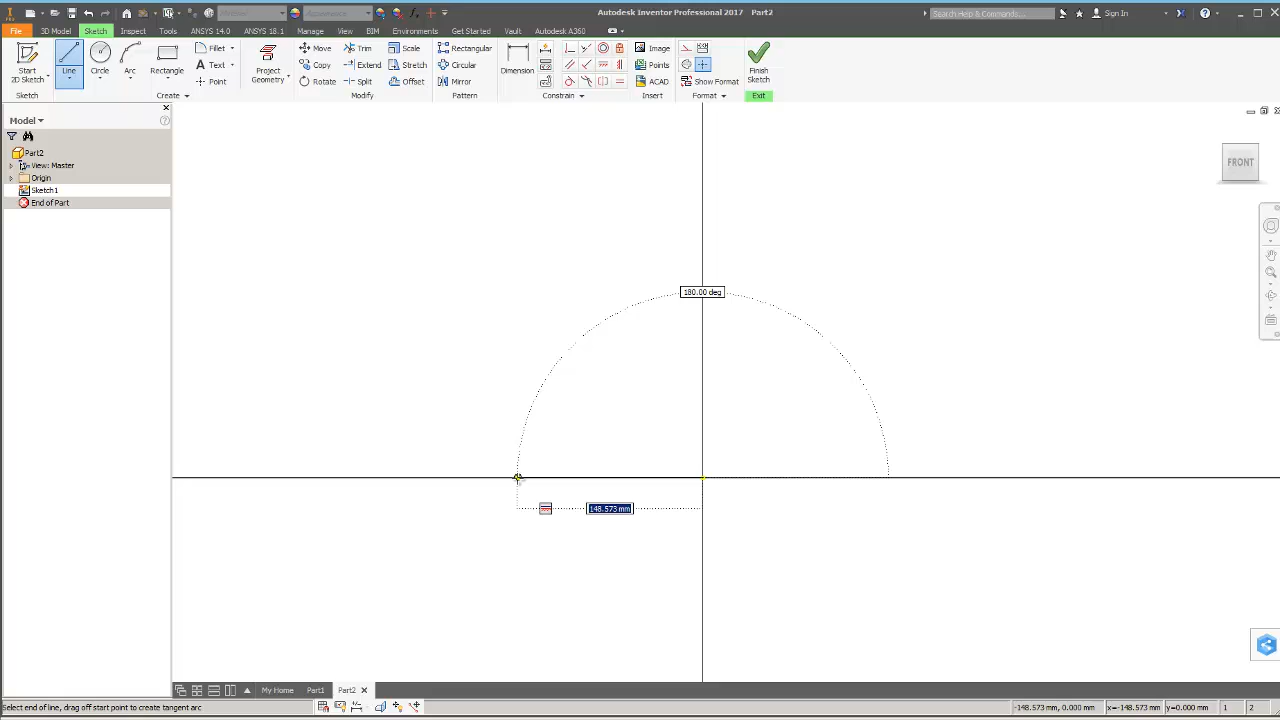 Autodesk Inventor Professional 2017 Part2
Search Help & Commands...
Sign In
Appearance
File 3D Model Sketch Inspect Tools ANSYS 14.0 ANSYS 18.1 Manage View BIM Environments Get Started Vault Autodesk A360
Start
2D Sketch
Line
Circle
Arc
Rectangle
Fillet
Text
Point
Project
Geometry
Move
Copy
Rotate
Trim
Extend
Split
Scale
Stretch
Offset
Rectangular
Circular
Mirror
Dimension
Image
Points
ACAD
Show Format
Finish
Sketch
Sketch Create Modify Pattern Constrain Insert Format Exit
Model
Part2
View: Master
Origin
Sketch1
End of Part
FRONT
180.00 deg
148.573 mm
My Home Part1 Part2
Select end of line, drag off start point to create tangent arc
-148.573 mm, 0.000 mm x=-148.573 mm y=0.000 mm 1 2